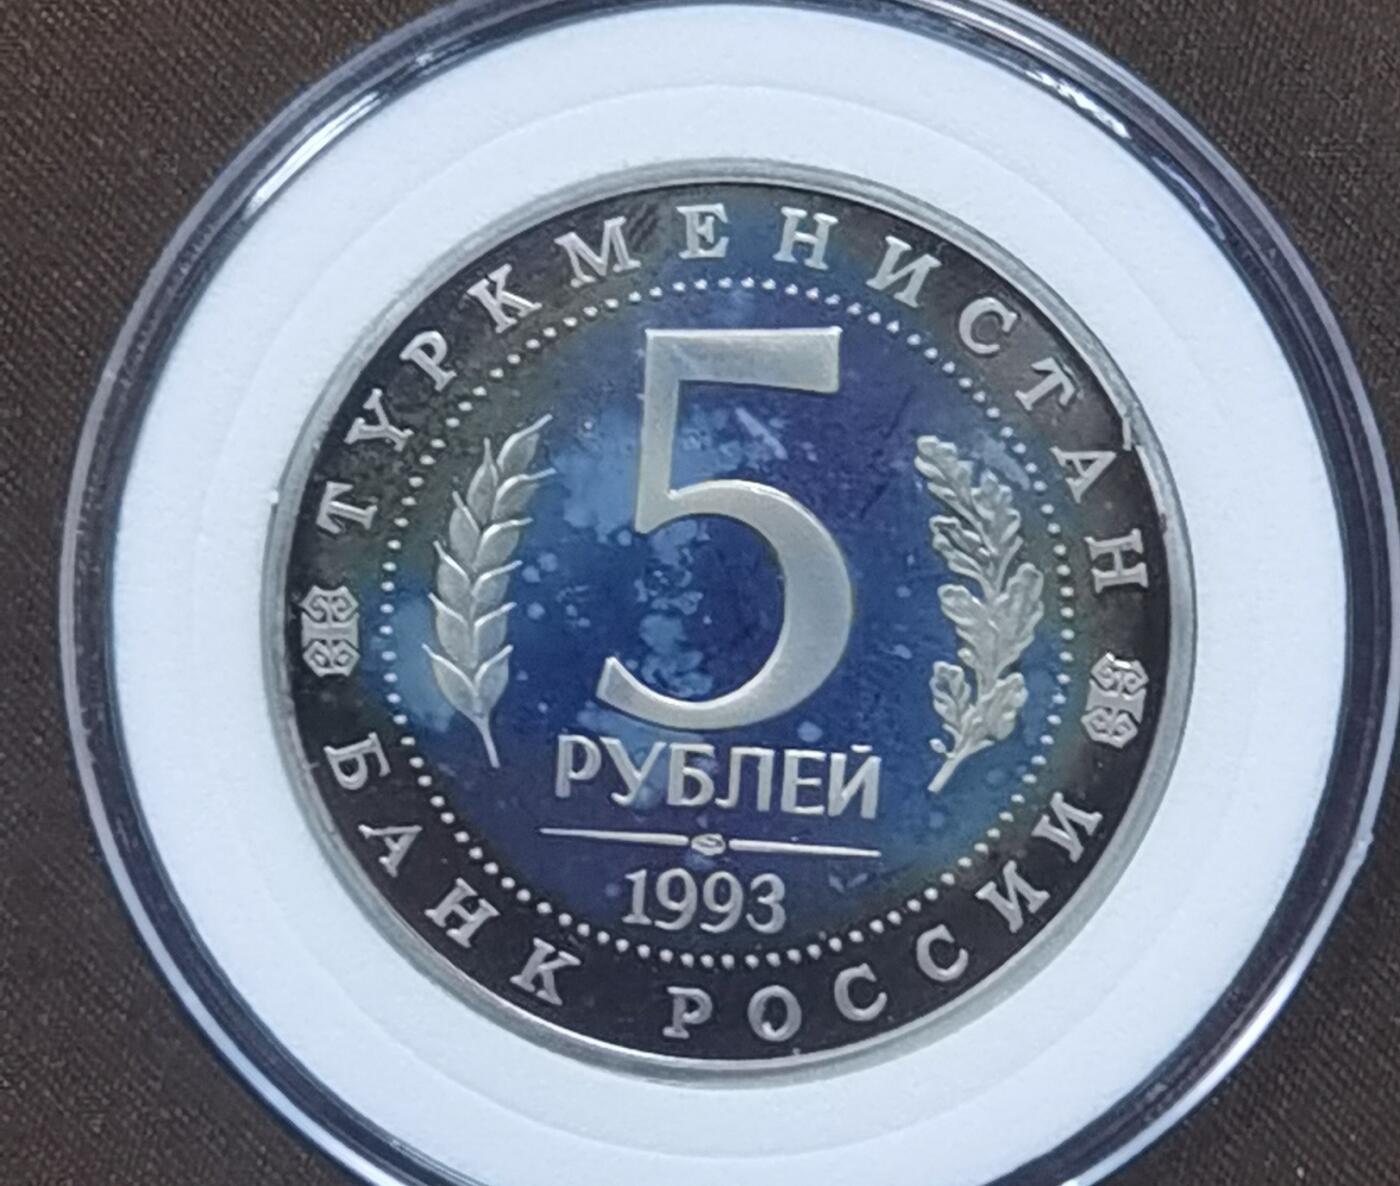 ТУРКМЕНИСТАН
5
РУБЛЕЙ
1993
БАНК РОССИИ